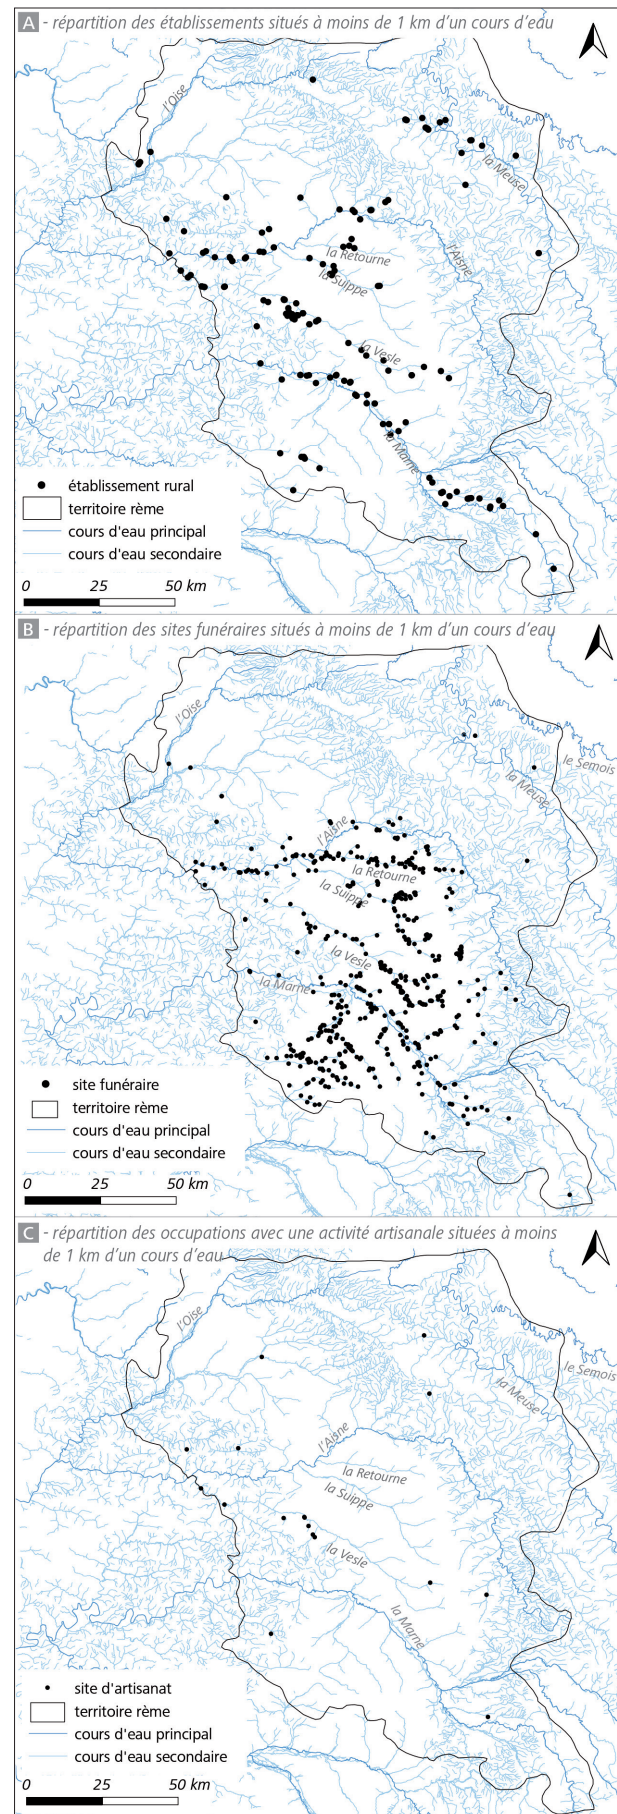 A - répartition des établissements situés à moins de 1 km d'un cours d'eau
l'Oise
la Meuse
la Retourne
l'Aisne
la Suippe
la Vesle
la Marne
établissement rural
territoire rème
cours d'eau principal
cours d'eau secondaire
0 25 50 km
B - répartition des sites funéraires situés à moins de 1 km d'un cours d'eau
l'Oise
le Semois
la Meuse
l'Aisne
la Retourne
la Suippe
la Vesle
la Marne
site funéraire
territoire rème
cours d'eau principal
cours d'eau secondaire
0 25 50 km
C - répartition des occupations avec une activité artisanale situées à moins
de 1 km d'un cours d'eau
l'Oise
le Semois
la Meuse
l'Aisne
la Retourne
la Suippe
la Vesle
la Marne
site d'artisanat
territoire rème
cours d'eau principal
cours d'eau secondaire
0 25 50 km